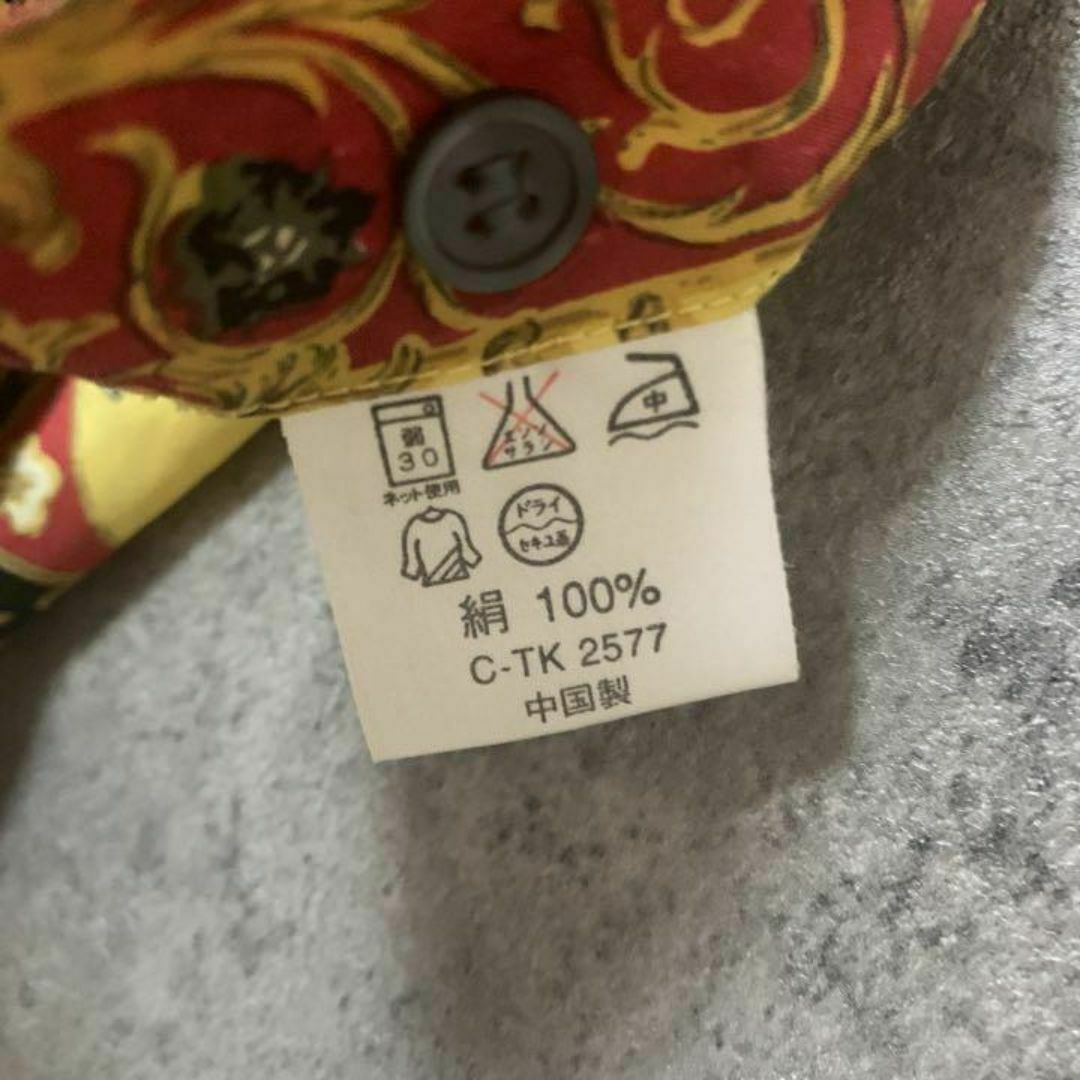 弱
30
ネット使用
エンソ
サラシ
中
ドライ
セキユ系
絹 100%
C-TK 2577
中国製